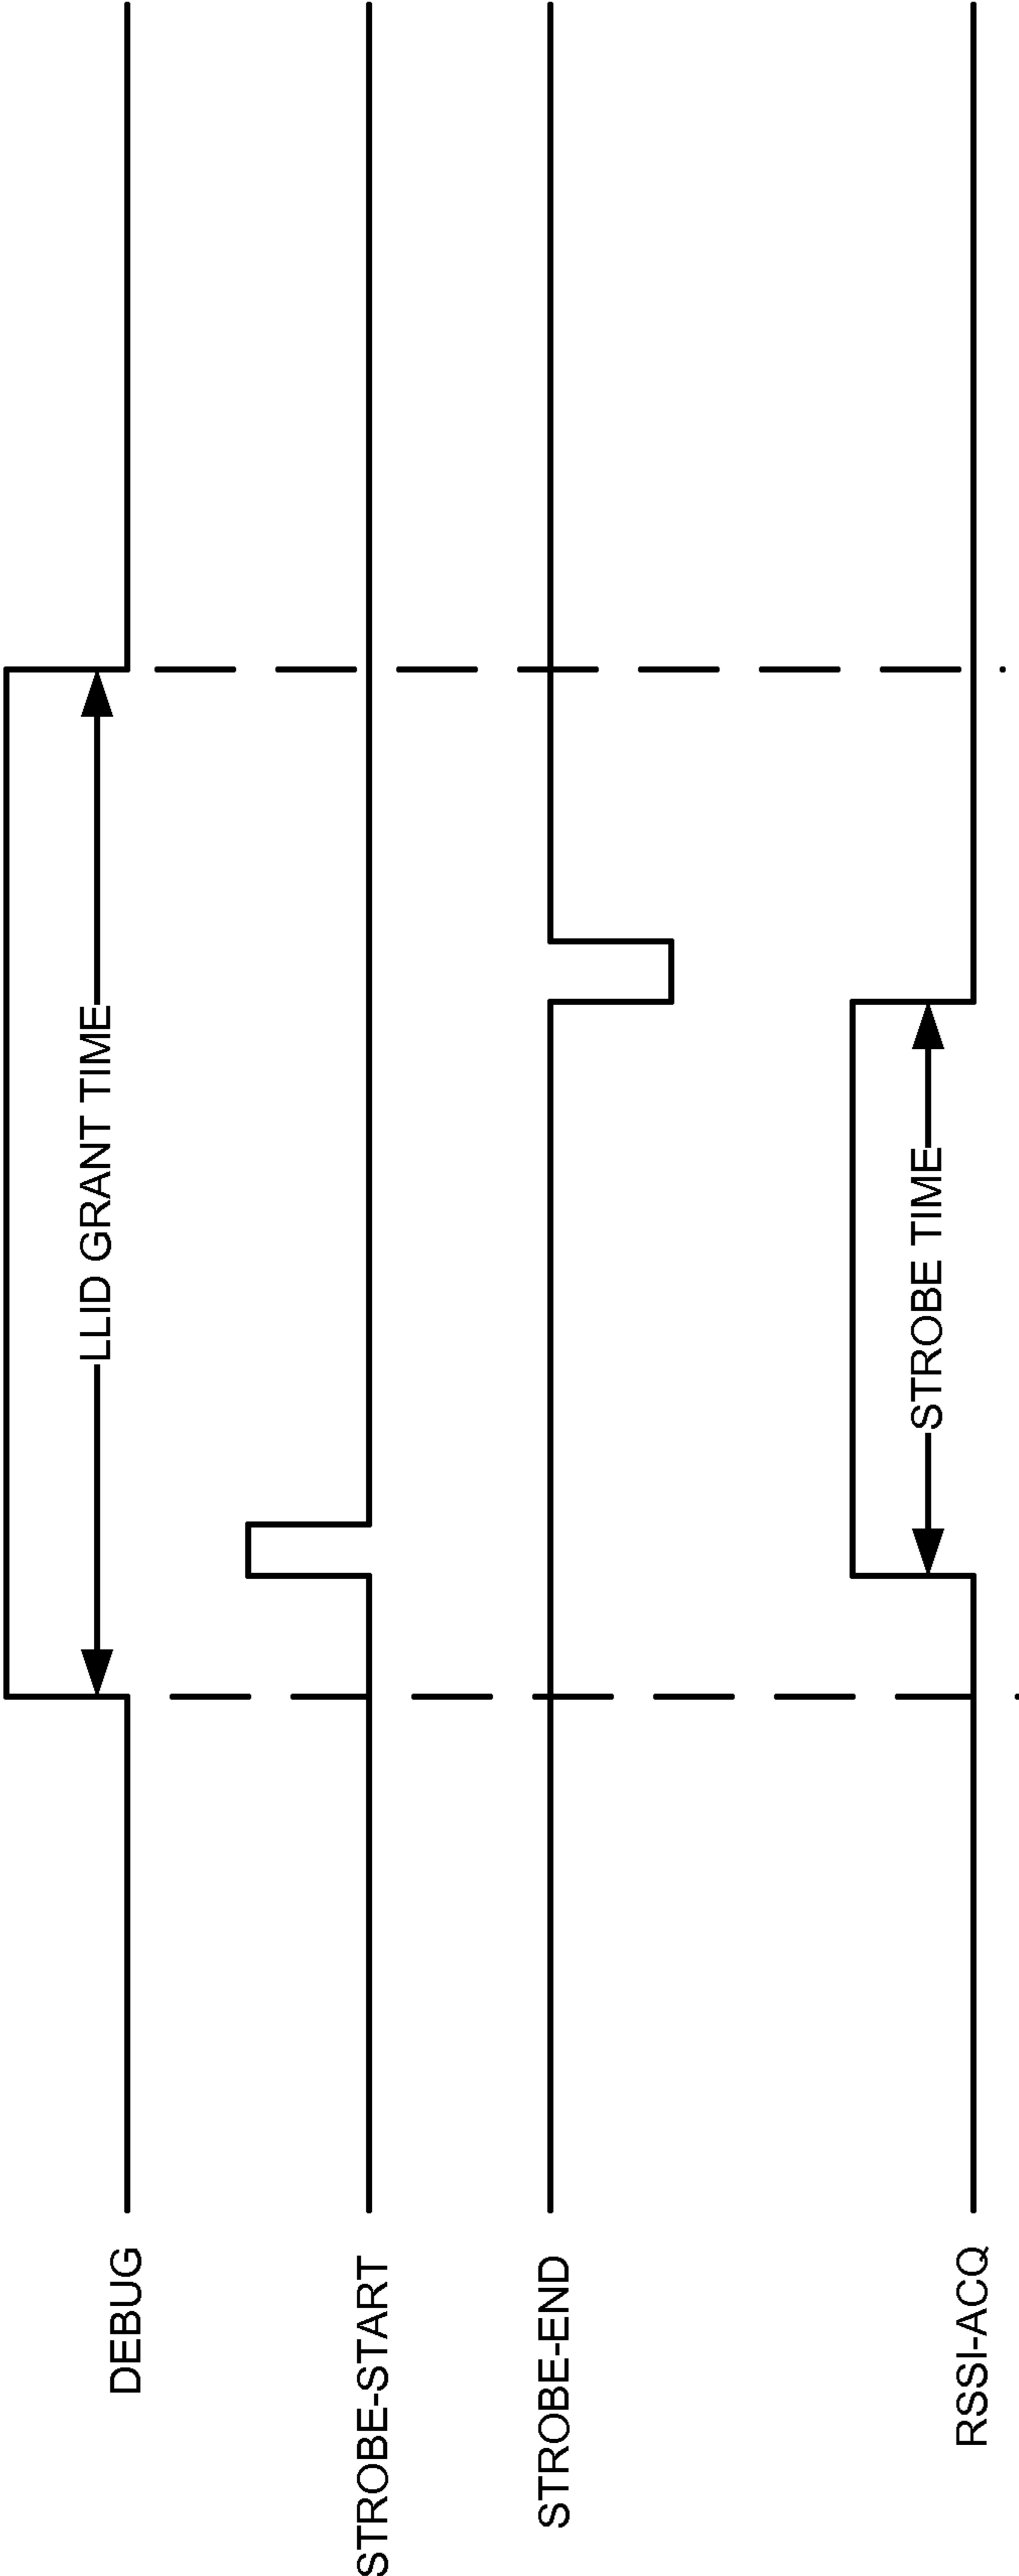 DEBUG
LLID GRANT TIME
STROBE-START
STROBE-END
RSSI-ACQ
STROBE TIME